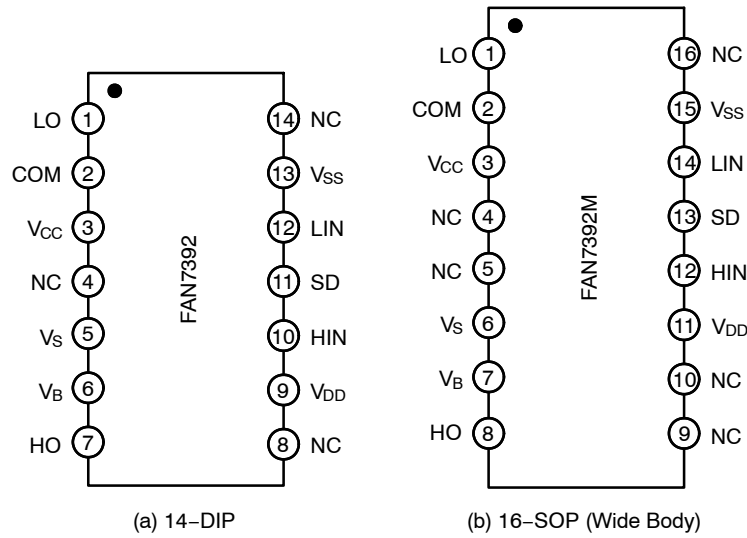 LO 1
COM 2
VCC 3
NC 4
VS 5
VB 6
HO 7
14 NC
13 VSS
12 LIN
11 SD
10 HIN
9 VDD
8 NC
FAN7392
(a) 14−DIP
LO 1
COM 2
VCC 3
NC 4
NC 5
VS 6
VB 7
HO 8
16 NC
15 VSS
14 LIN
13 SD
12 HIN
11 VDD
10 NC
9 NC
FAN7392M
(b) 16−SOP (Wide Body)